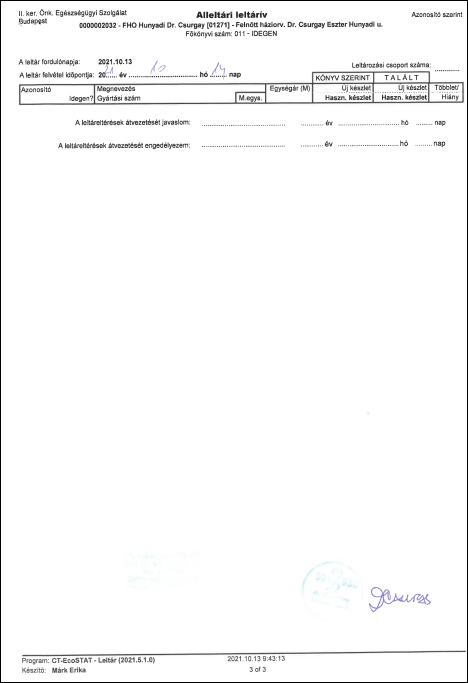 II. ker. Önk. Egészségügyi Szolgálat
Budapest
Alleltári leltárív
Azonosító szerint
0000002032 - FHO Hunyadi Dr. Csurgay [01271] - Felnőtt háziorv. Dr. Csurgay Eszter Hunyadi u.
Főkönyvi szám: 011 - IDEGEN
A leltár fordulónapja: 2021.10.13
Leltározási csoport száma: ............
A leltár felvétel időpontja: 2021 év 10 hó 14 nap
KÖNYV SZERINT TALÁLT
Azonosító Megnevezés Egységár (M) Új készlet Új készlet Többlet/
Idegen? Gyártási szám M.egys. Haszn. készlet Haszn. készlet Hiány
A leltáreltérések átvezetését javaslom: .......... év .......... hó .......... nap
A leltáreltérések átvezetését engedélyezem: .......... év .......... hó .......... nap
Csurgay
Program: CT-EcoSTAT - Leltár (2021.5.1.0) 2021.10.13 9:43:13
Készítő: Márk Erika 3 of 3